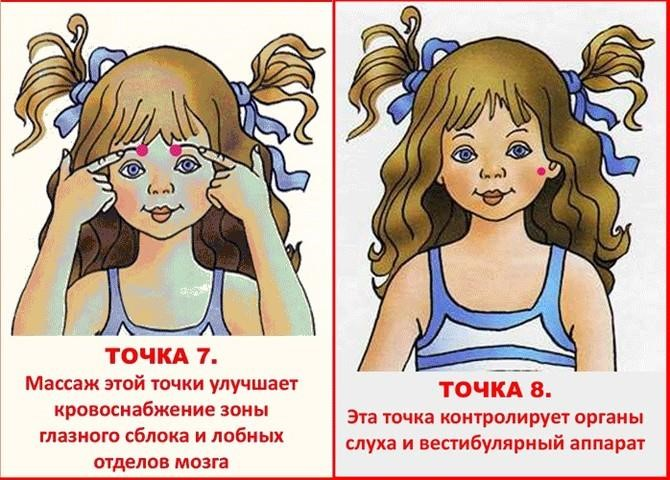 ТОЧКА 7.
Массаж этой точки улучшает
кровоснабжение зоны
глазного сблока и лобных
отделов мозга
ТОЧКА 8.
Эта точка контролирует органы
слуха и вестибулярный аппарат